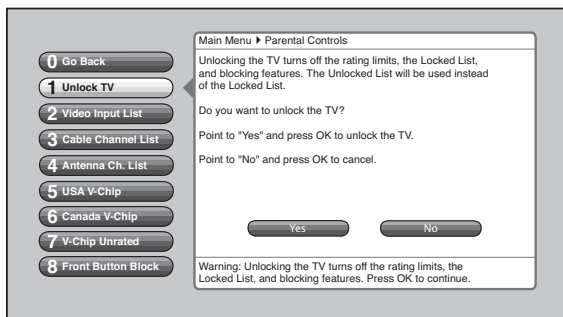 0 Go Back
1 Unlock TV
2 Video Input List
3 Cable Channel List
4 Antenna Ch. List
5 USA V-Chip
6 Canada V-Chip
7 V-Chip Unrated
8 Front Button Block
Main Menu ▶ Parental Controls
Unlocking the TV turns off the rating limits, the Locked List,
and blocking features. The Unlocked List will be used instead
of the Locked List.
Do you want to unlock the TV?
Point to "Yes" and press OK to unlock the TV.
Point to "No" and press OK to cancel.
Yes No
Warning: Unlocking the TV turns off the rating limits, the
Locked List, and blocking features. Press OK to continue.